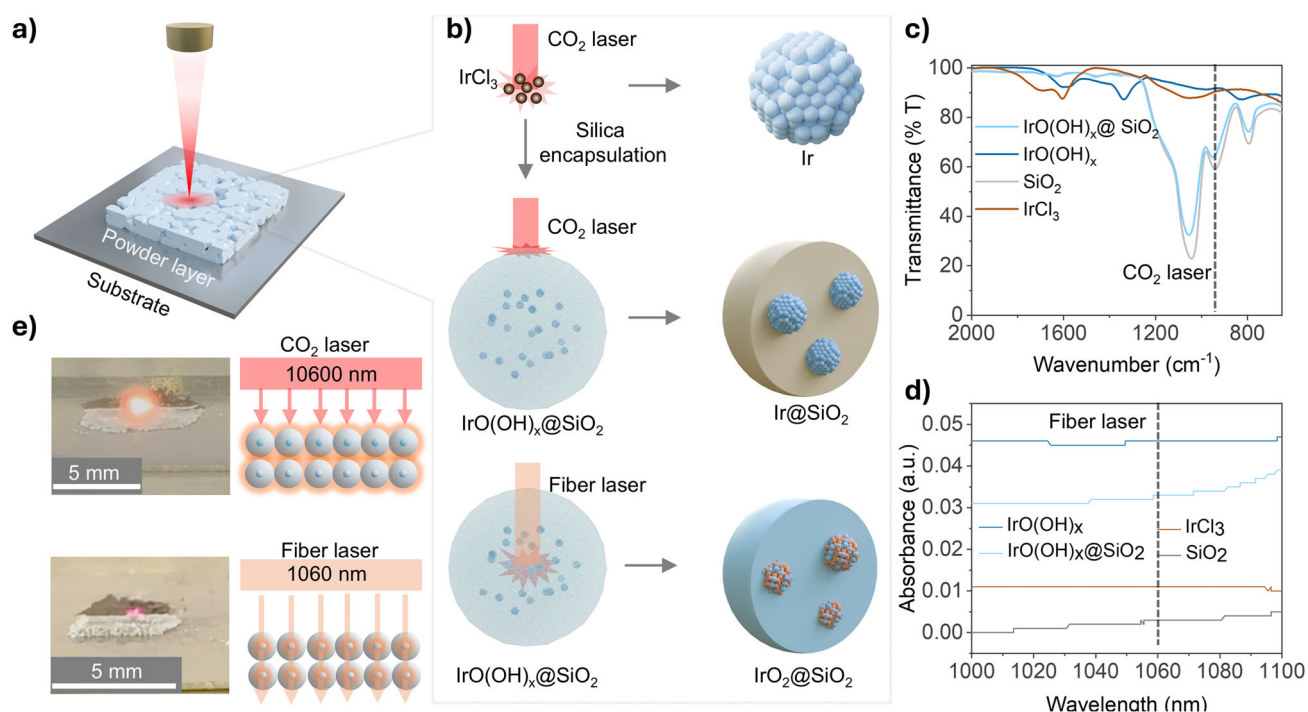 a)
Powder layer
Substrate
b)
CO₂ laser
IrCl₃
Ir
Silica
encapsulation
CO₂ laser
IrO(OH)ₓ@SiO₂
Ir@SiO₂
Fiber laser
IrO(OH)ₓ@SiO₂
IrO₂@SiO₂
c)
Transmittance (% T)
100
80
60
40
20
0
IrO(OH)ₓ@ SiO₂
IrO(OH)ₓ
SiO₂
IrCl₃
CO₂ laser
2000 1600 1200 800
Wavenumber (cm⁻¹)
d)
Absorbance (a.u.)
0.05
0.04
0.03
0.02
0.01
0.00
Fiber laser
IrO(OH)ₓ
IrO(OH)ₓ@SiO₂
IrCl₃
SiO₂
1000 1020 1040 1060 1080 1100
Wavelength (nm)
e)
CO₂ laser
10600 nm
5 mm
Fiber laser
1060 nm
5 mm